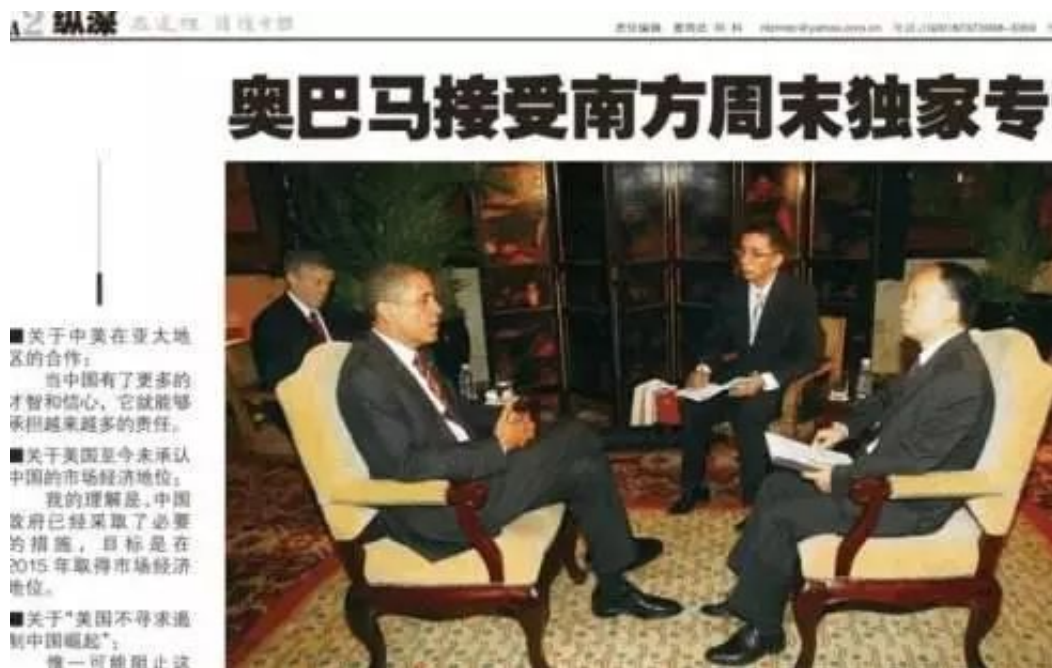 A2 纵深
奥巴马接受南方周末独家专
■关于中美在亚太地
区的合作：
当中国有了更多的
才智和信心，它就能够
承担越来越多的责任。
■关于美国至今未承认
中国的市场经济地位：
我的理解是，中国
政府已经采取了必要
的措施，目标是在
2015年取得市场经济
地位。
■关于“美国不寻求遏
制中国崛起”：
惟一可能阻止这